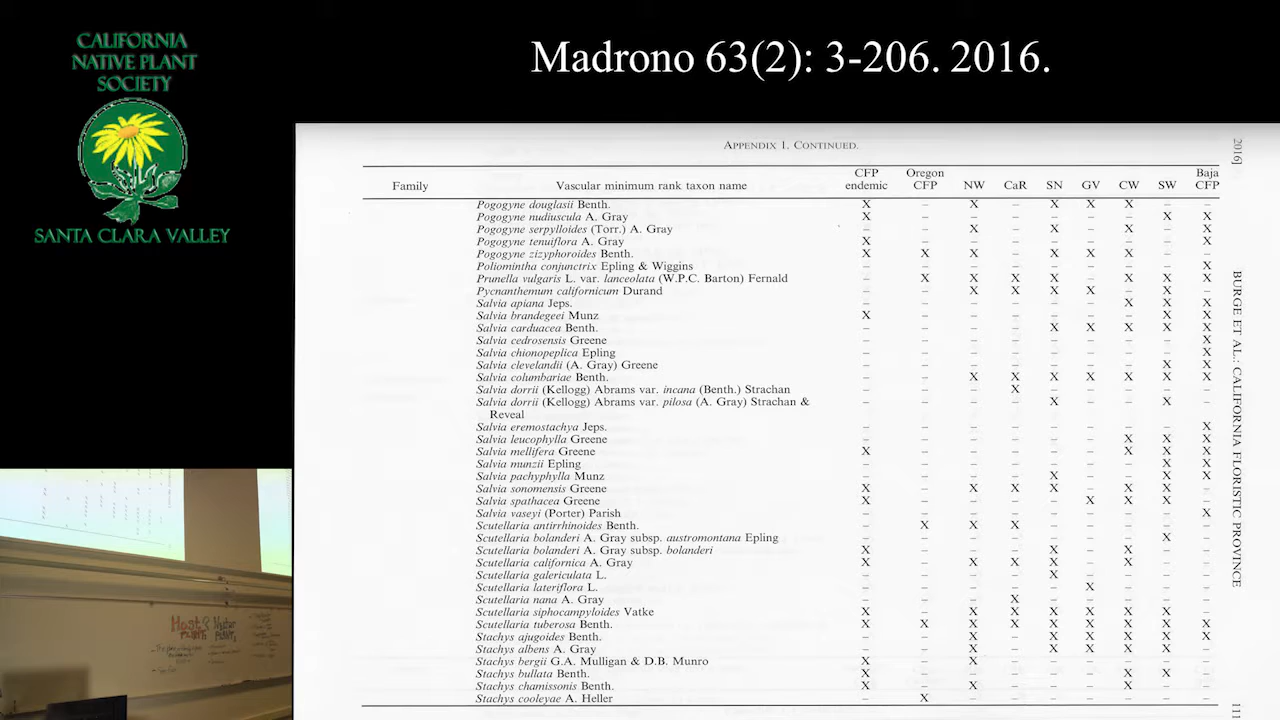 CALIFORNIA
NATIVE PLANT
SOCIETY
SANTA CLARA VALLEY
Madrono 63(2): 3-206. 2016.
2016]
APPENDIX 1. CONTINUED.
Family Vascular minimum rank taxon name CFP endemic Oregon CFP NW CaR SN GV CW SW Baja CFP
Pogogyne douglasii Benth. X – X – X X X – –
Pogogyne nudiuscula A. Gray X – – – – – – X X
Pogogyne serpylloides (Torr.) A. Gray – – X – X – X – X
Pogogyne tenuiflora A. Gray X – – – – – – – X
Pogogyne zizyphoroides Benth. X X X – X X X – –
Poliomintha conjunctrix Epling & Wiggins – – – – – – – – X
Prunella vulgaris L. var. lanceolata (W.P.C. Barton) Fernald – X X X X – X X –
Pycnanthemum californicum Durand – – X X X X – X –
Salvia apiana Jeps. – – – – – – X X X
Salvia brandegeei Munz X – – – – – – X X
Salvia carduacea Benth. – – – – X X X X X
Salvia cedrosensis Greene – – – – – – – – X
Salvia chionopeplica Epling – – – – – – – – X
Salvia clevelandii (A. Gray) Greene – – – – – – – X X
Salvia columbariae Benth. – – X X X X X X X
Salvia dorrii (Kellogg) Abrams var. incana (Benth.) Strachan – – – X – – – – –
Salvia dorrii (Kellogg) Abrams var. pilosa (A. Gray) Strachan & – – – – X – – X –
Reveal
Salvia eremostachya Jeps. – – – – – – – – X
Salvia leucophylla Greene – – – – – – X X X
Salvia mellifera Greene X – – – – – X X X
Salvia munzii Epling – – – – – – – X X
Salvia pachyphylla Munz – – – – X – – X X
Salvia sonomensis Greene X – X X X – X X –
Salvia spathacea Greene X – – – – X X X –
Salvia vaseyi (Porter) Parish – – – – – – – – X
Scutellaria antirrhinoides Benth. – X X X – – – – –
Scutellaria bolanderi A. Gray subsp. austromontana Epling – – – – – – – X –
Scutellaria bolanderi A. Gray subsp. bolanderi X – – – X – X – –
Scutellaria californica A. Gray X – X X X – X – –
Scutellaria galericulata L. – – – – X – – – –
Scutellaria lateriflora L. – – – – – X – – –
Scutellaria nana A. Gray – – – X – – – – –
Scutellaria siphocampyloides Vatke X – X X X X X X –
Scutellaria tuberosa Benth. X X X X X X X X X
Stachys ajugoides Benth. – – X – X X X X X
Stachys albens A. Gray – – X – X X X X –
Stachys bergii G.A. Mulligan & D.B. Munro X – X – – – – – –
Stachys bullata Benth. X – – – – – X X –
Stachys chamissonis Benth. X – X – – – X – –
Stachys cooleyae A. Heller – X – – – – – – –
BURGE ET AL.: CALIFORNIA FLORISTIC PROVINCE
111
Host
PLANT